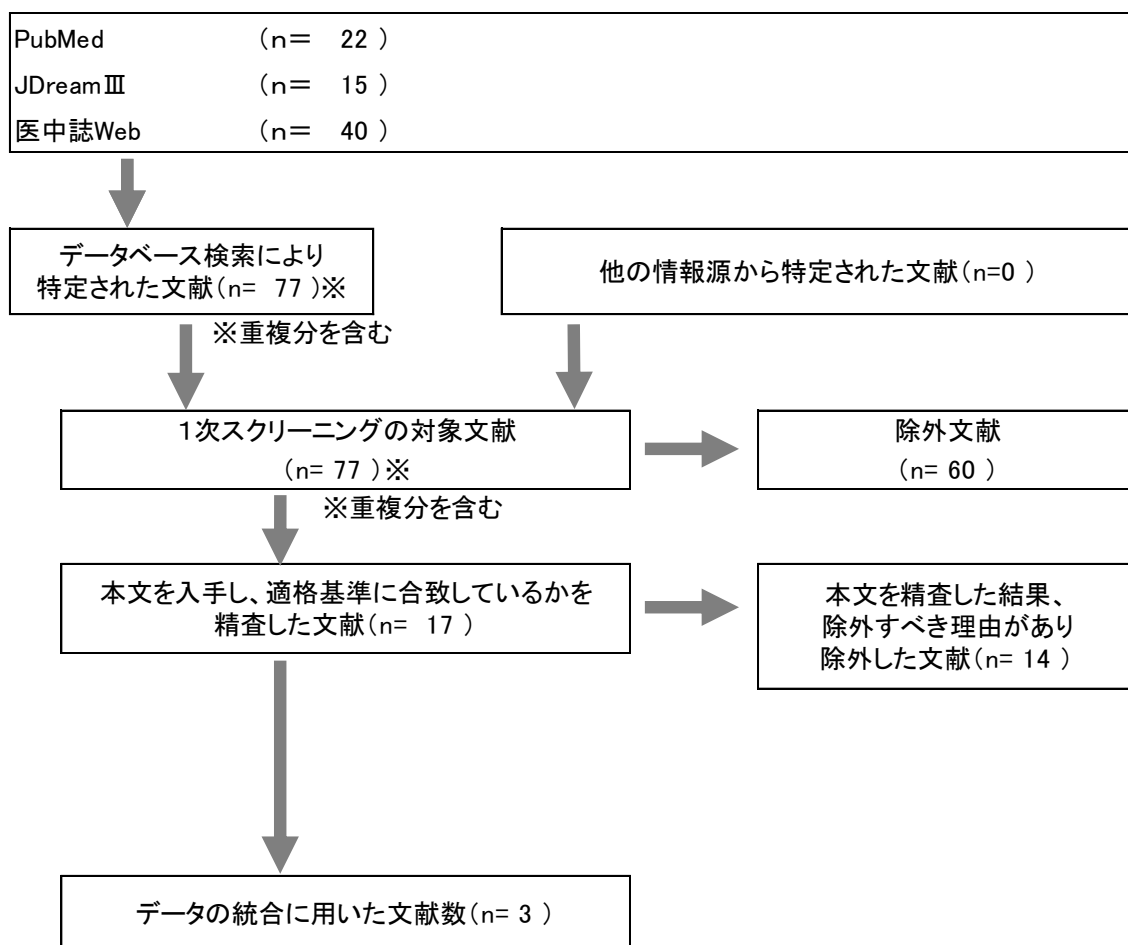 PubMed （n＝ 22 ）
JDreamⅢ （n＝ 15 ）
医中誌Web （n＝ 40 ）
データベース検索により
特定された文献（n= 77 ）※
他の情報源から特定された文献（n=0 ）
※重複分を含む
1次スクリーニングの対象文献
（n= 77 ）※
除外文献
（n= 60 ）
※重複分を含む
本文を入手し、適格基準に合致しているかを
精査した文献（n= 17 ）
本文を精査した結果、
除外すべき理由があり
除外した文献（n= 14 ）
データの統合に用いた文献数（n= 3 ）